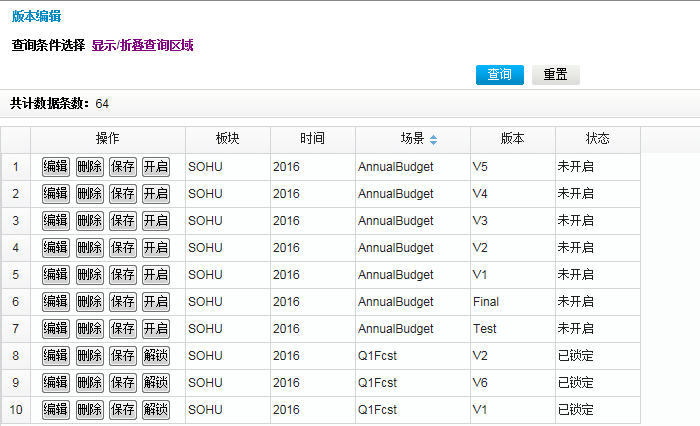 版本编辑
查询条件选择 显示/折叠查询区域
查询 重置
共计数据条数：64
操作 板块 时间 场景 版本 状态
1 编辑 删除 保存 开启 SOHU 2016 AnnualBudget V5 未开启
2 编辑 删除 保存 开启 SOHU 2016 AnnualBudget V4 未开启
3 编辑 删除 保存 开启 SOHU 2016 AnnualBudget V3 未开启
4 编辑 删除 保存 开启 SOHU 2016 AnnualBudget V2 未开启
5 编辑 删除 保存 开启 SOHU 2016 AnnualBudget V1 未开启
6 编辑 删除 保存 开启 SOHU 2016 AnnualBudget Final 未开启
7 编辑 删除 保存 开启 SOHU 2016 AnnualBudget Test 未开启
8 编辑 删除 保存 解锁 SOHU 2016 Q1Fcst V2 已锁定
9 编辑 删除 保存 解锁 SOHU 2016 Q1Fcst V6 已锁定
10 编辑 删除 保存 解锁 SOHU 2016 Q1Fcst V1 已锁定